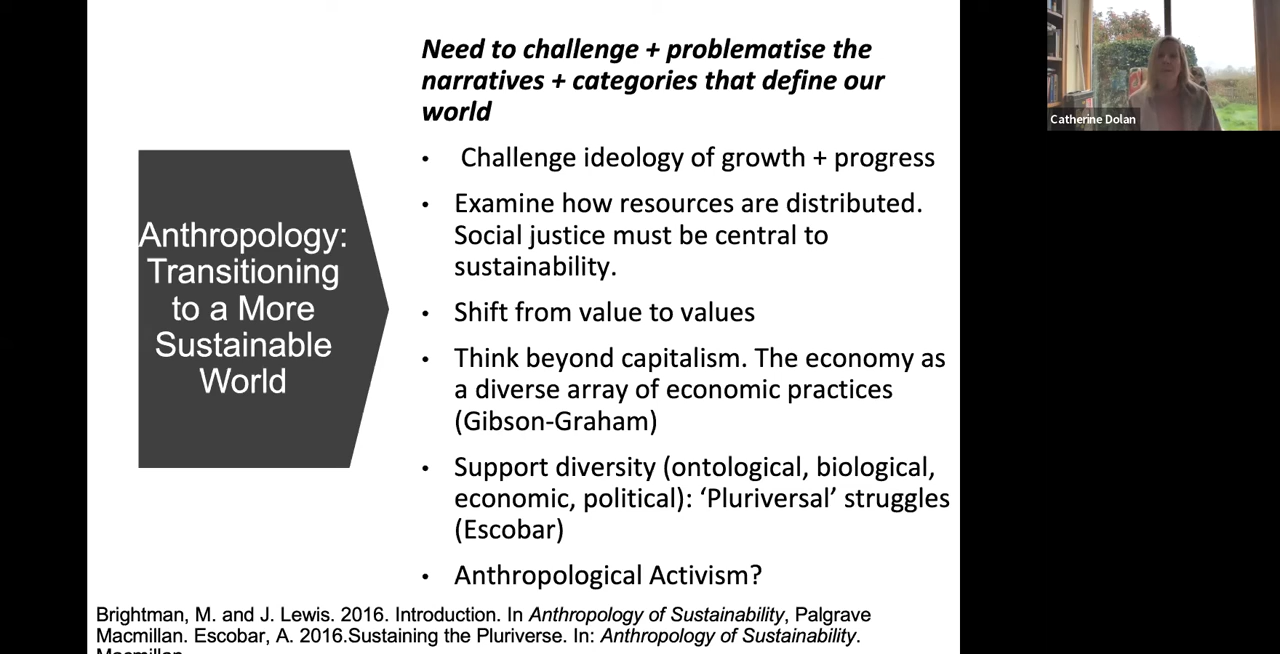 Need to challenge + problematise the
narratives + categories that define our
world
Catherine Dolan
• Challenge ideology of growth + progress
• Examine how resources are distributed.
Social justice must be central to
sustainability.
• Shift from value to values
• Think beyond capitalism. The economy as
a diverse array of economic practices
(Gibson-Graham)
• Support diversity (ontological, biological,
economic, political): ‘Pluriversal’ struggles
(Escobar)
• Anthropological Activism?
Anthropology:
Transitioning
to a More
Sustainable
World
Brightman, M. and J. Lewis. 2016. Introduction. In Anthropology of Sustainability, Palgrave
Macmillan. Escobar, A. 2016.Sustaining the Pluriverse. In: Anthropology of Sustainability.
Macmillan